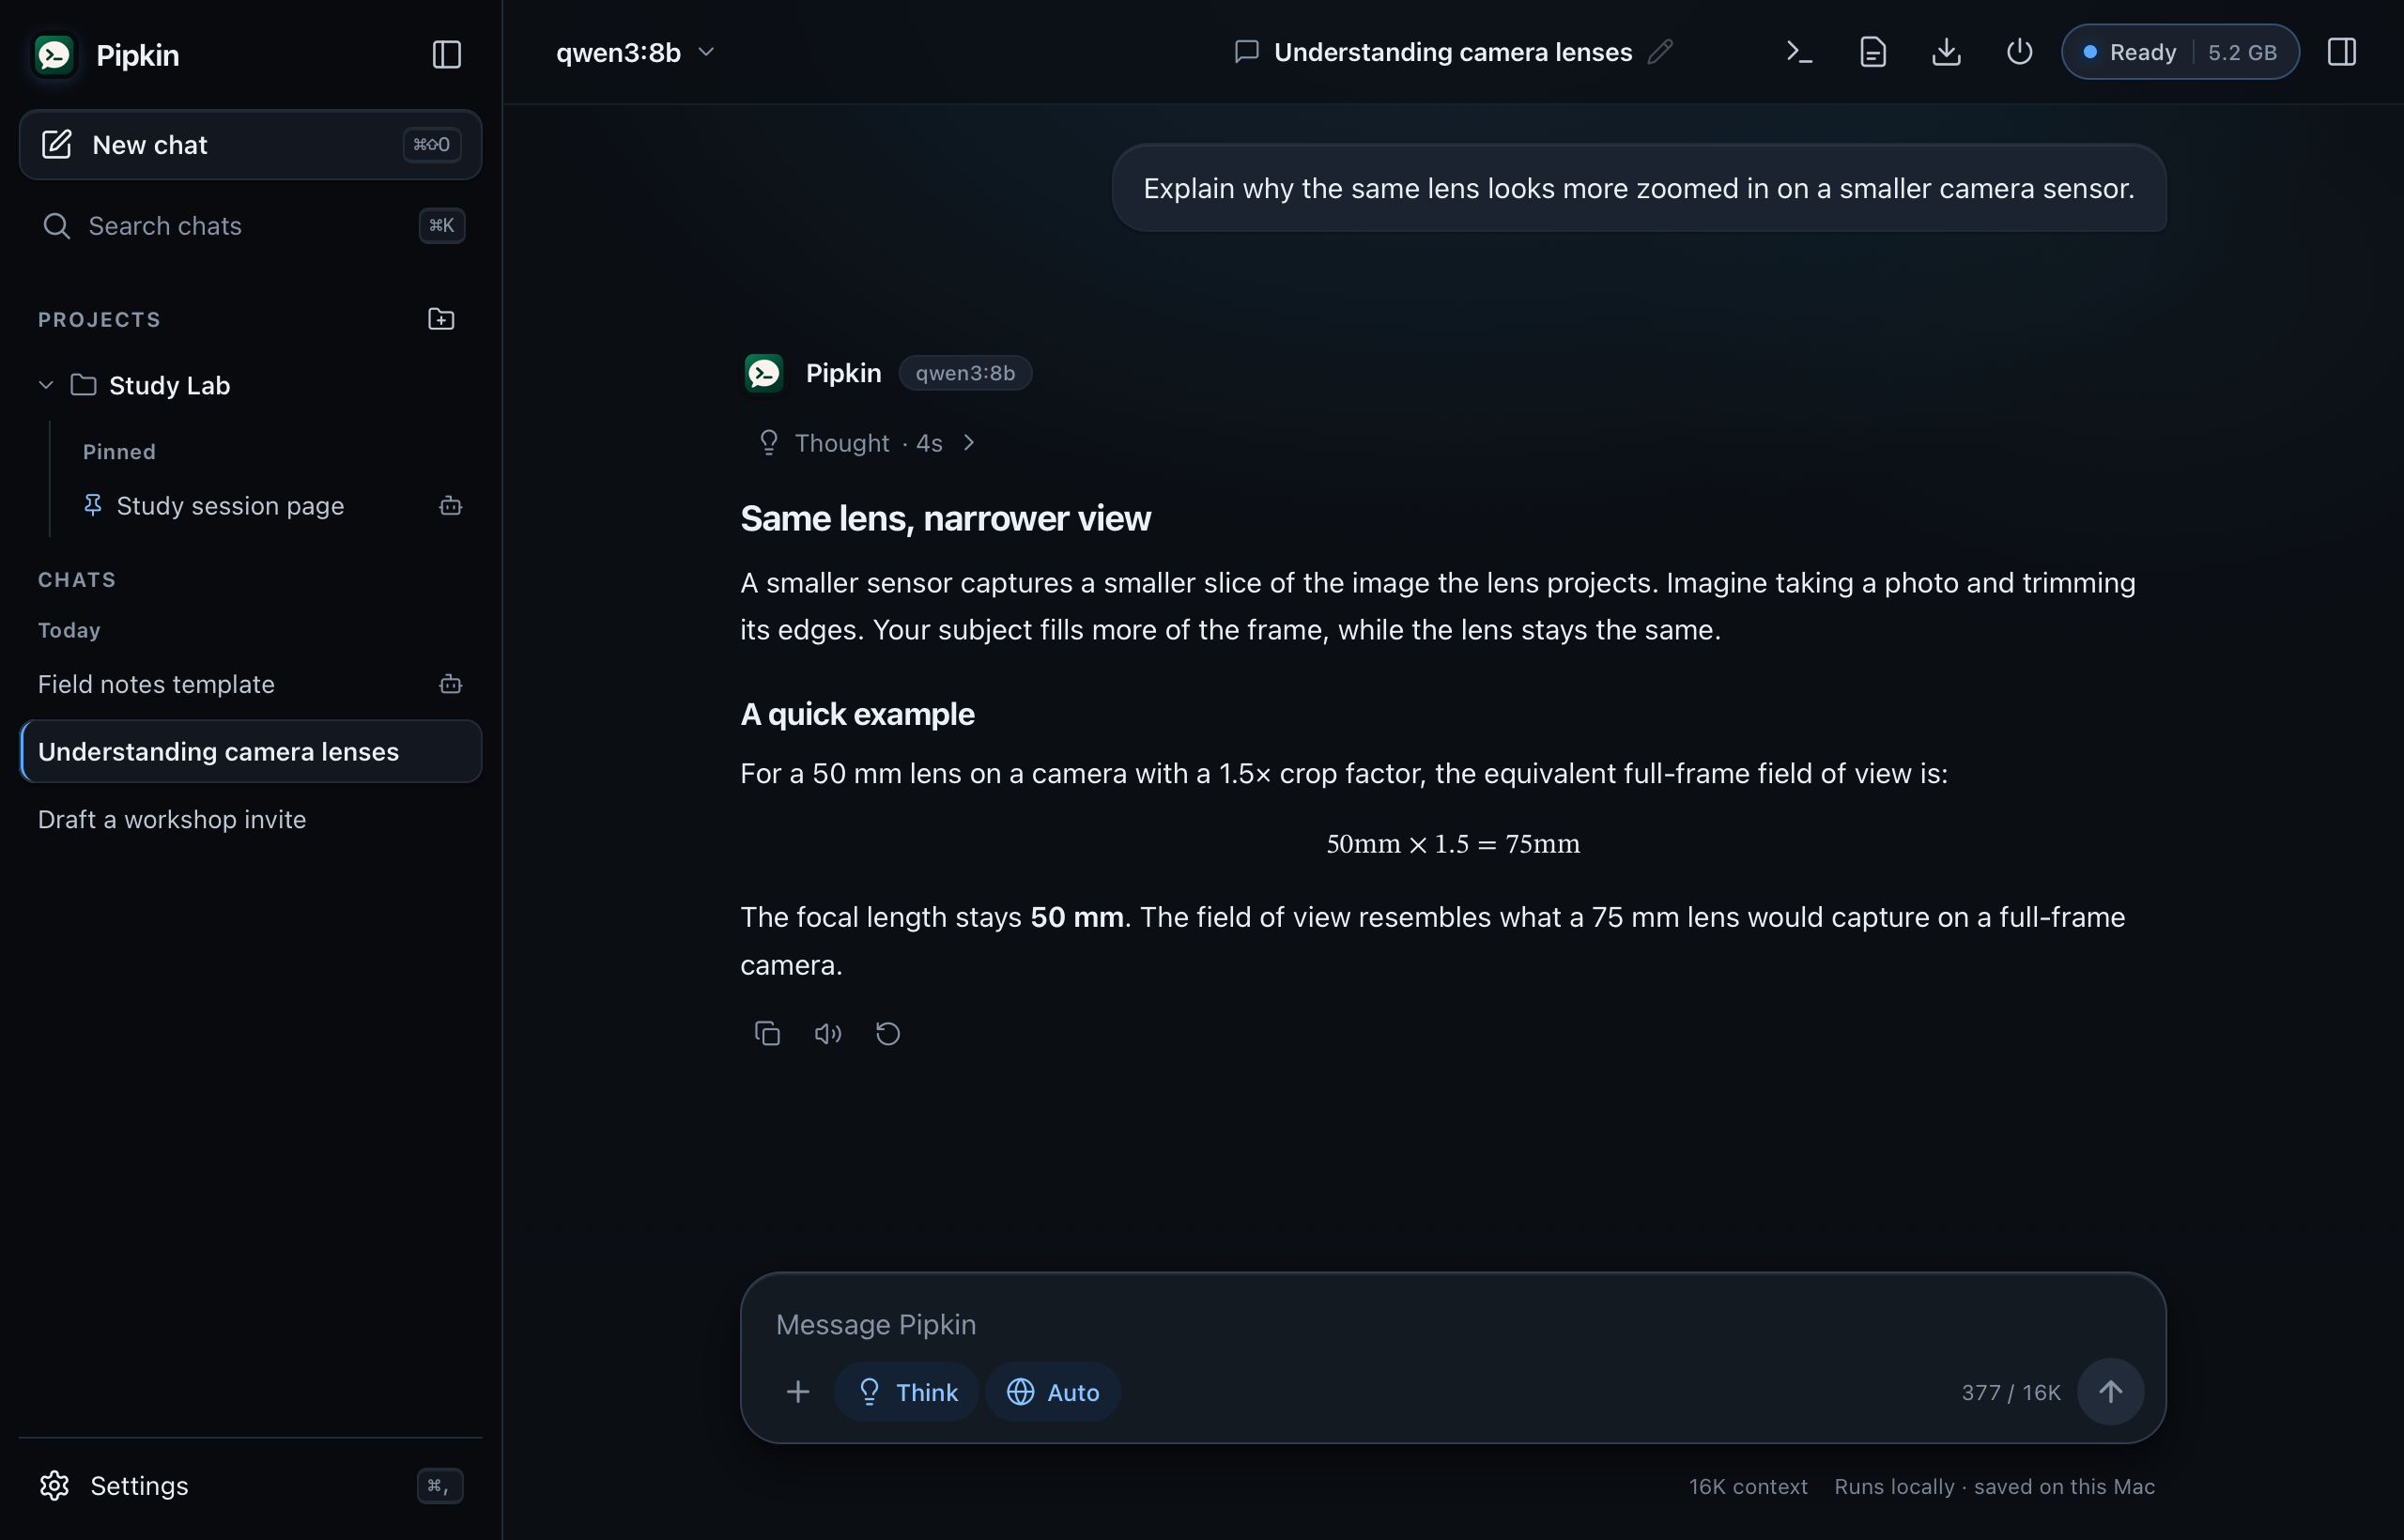 Pipkin
New chat ⌘⇧O
Search chats ⌘K
PROJECTS
Study Lab
Pinned
Study session page
CHATS
Today
Field notes template
Understanding camera lenses
Draft a workshop invite
Settings ⌘,
qwen3:8b
Understanding camera lenses
Ready 5.2 GB
Explain why the same lens looks more zoomed in on a smaller camera sensor.
Pipkin qwen3:8b
Thought · 4s
Same lens, narrower view
A smaller sensor captures a smaller slice of the image the lens projects. Imagine taking a photo and trimming
its edges. Your subject fills more of the frame, while the lens stays the same.
A quick example
For a 50 mm lens on a camera with a 1.5× crop factor, the equivalent full-frame field of view is:
50mm × 1.5 = 75mm
The focal length stays 50 mm. The field of view resembles what a 75 mm lens would capture on a full-frame
camera.
Message Pipkin
Think Auto 377 / 16K
16K context Runs locally · saved on this Mac